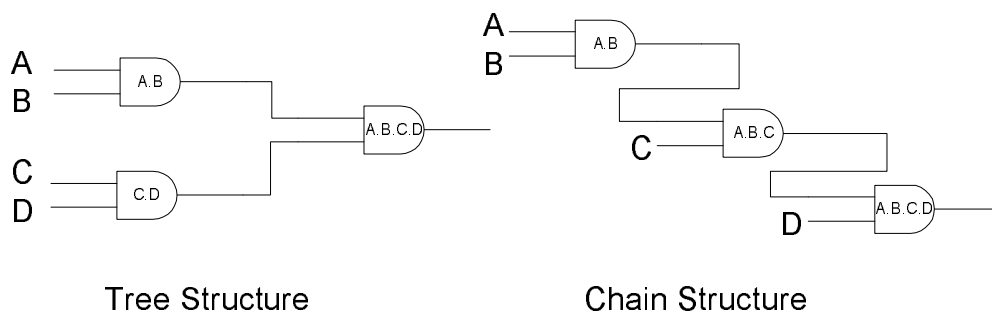 A
B
A.B
C
D
C.D
A.B.C.D
Tree Structure
A
B
A.B
C
A.B.C
D
A.B.C.D
Chain Structure